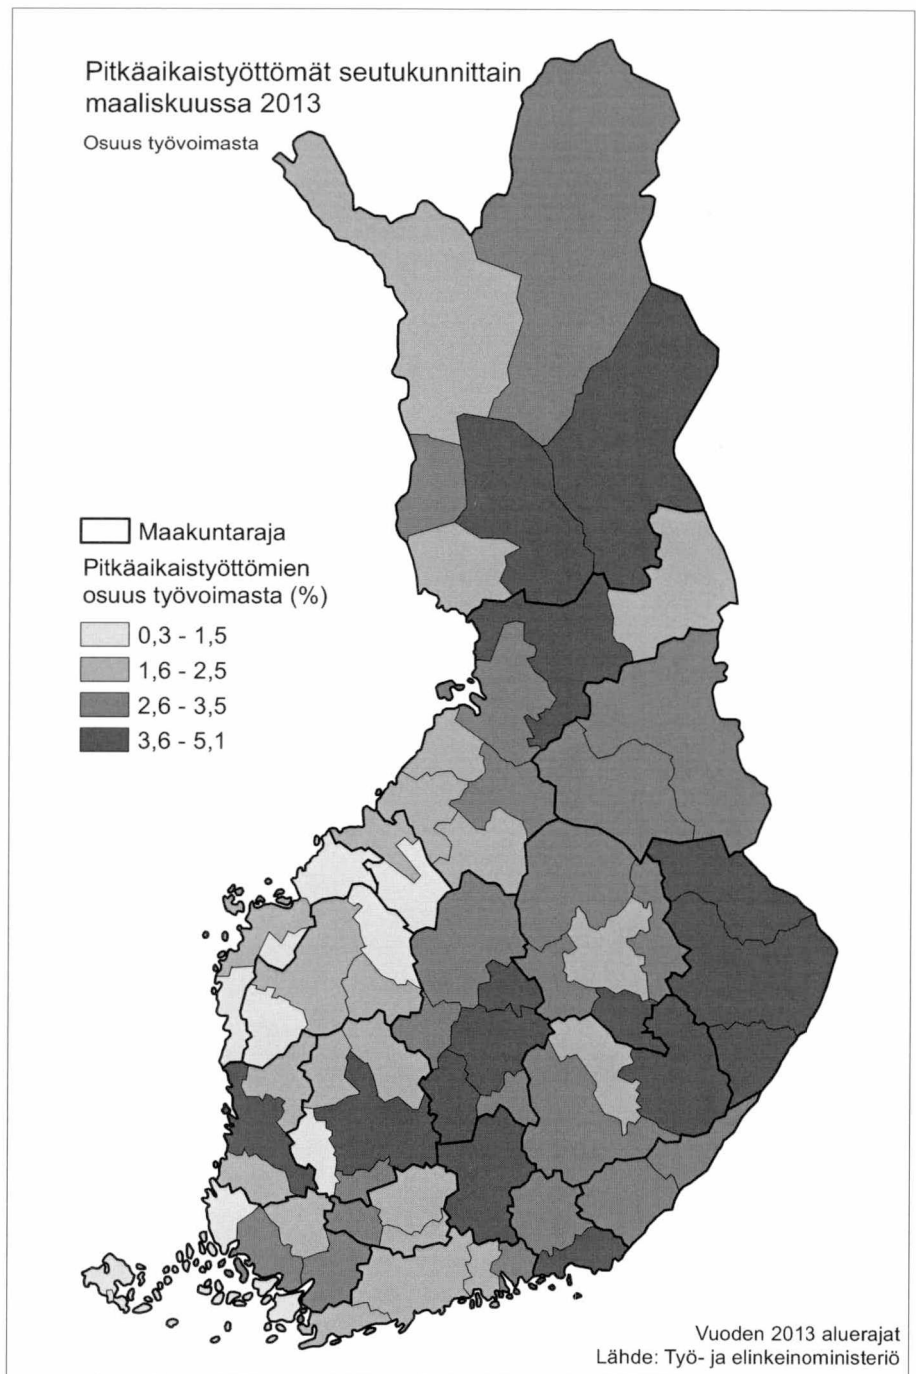 Pitkäaikaistyöttömät seutukunnittain
maaliskuussa 2013
Osuus työvoimasta
Maakuntaraja
Pitkäaikaistyöttömien
osuus työvoimasta (%)
0,3 - 1,5
1,6 - 2,5
2,6 - 3,5
3,6 - 5,1
Vuoden 2013 aluerajat
Lähde: Työ- ja elinkeinoministeriö